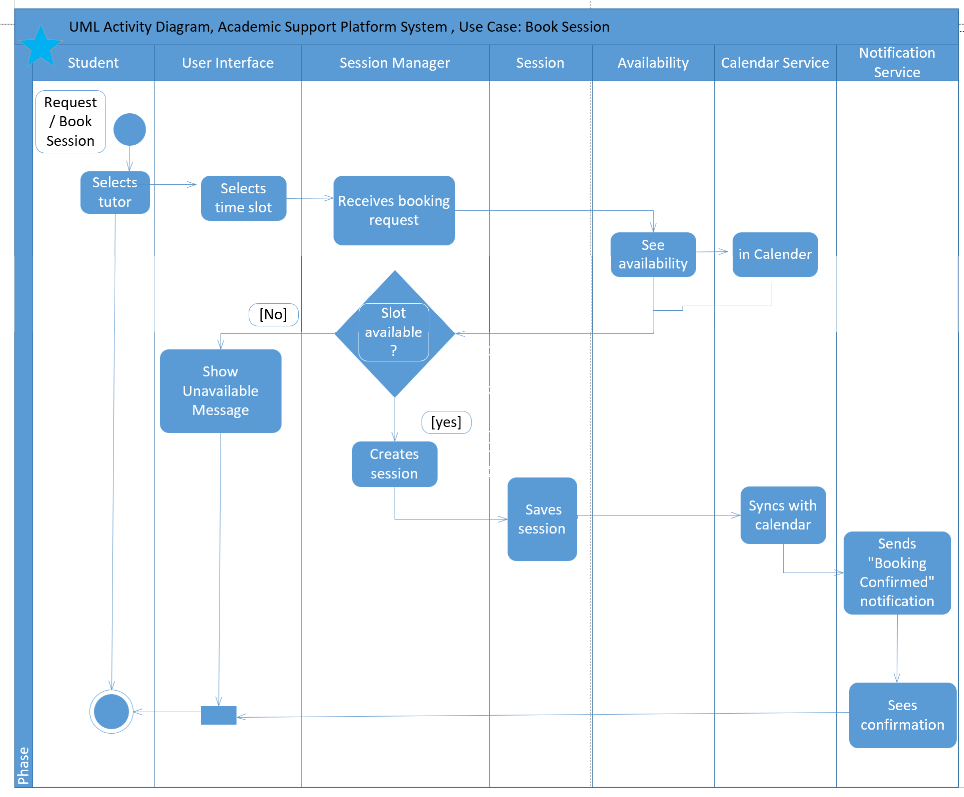 UML Activity Diagram, Academic Support Platform System , Use Case: Book Session
Student
User Interface
Session Manager
Session
Availability
Calendar Service
Notification
Service
Request
/ Book
Session
Selects
tutor
Selects
time slot
Receives booking
request
See
availability
in Calender
[No]
Slot
available
?
Show
Unavailable
Message
[yes]
Creates
session
Saves
session
Syncs with
calendar
Sends
"Booking
Confirmed"
notification
Sees
confirmation
Phase